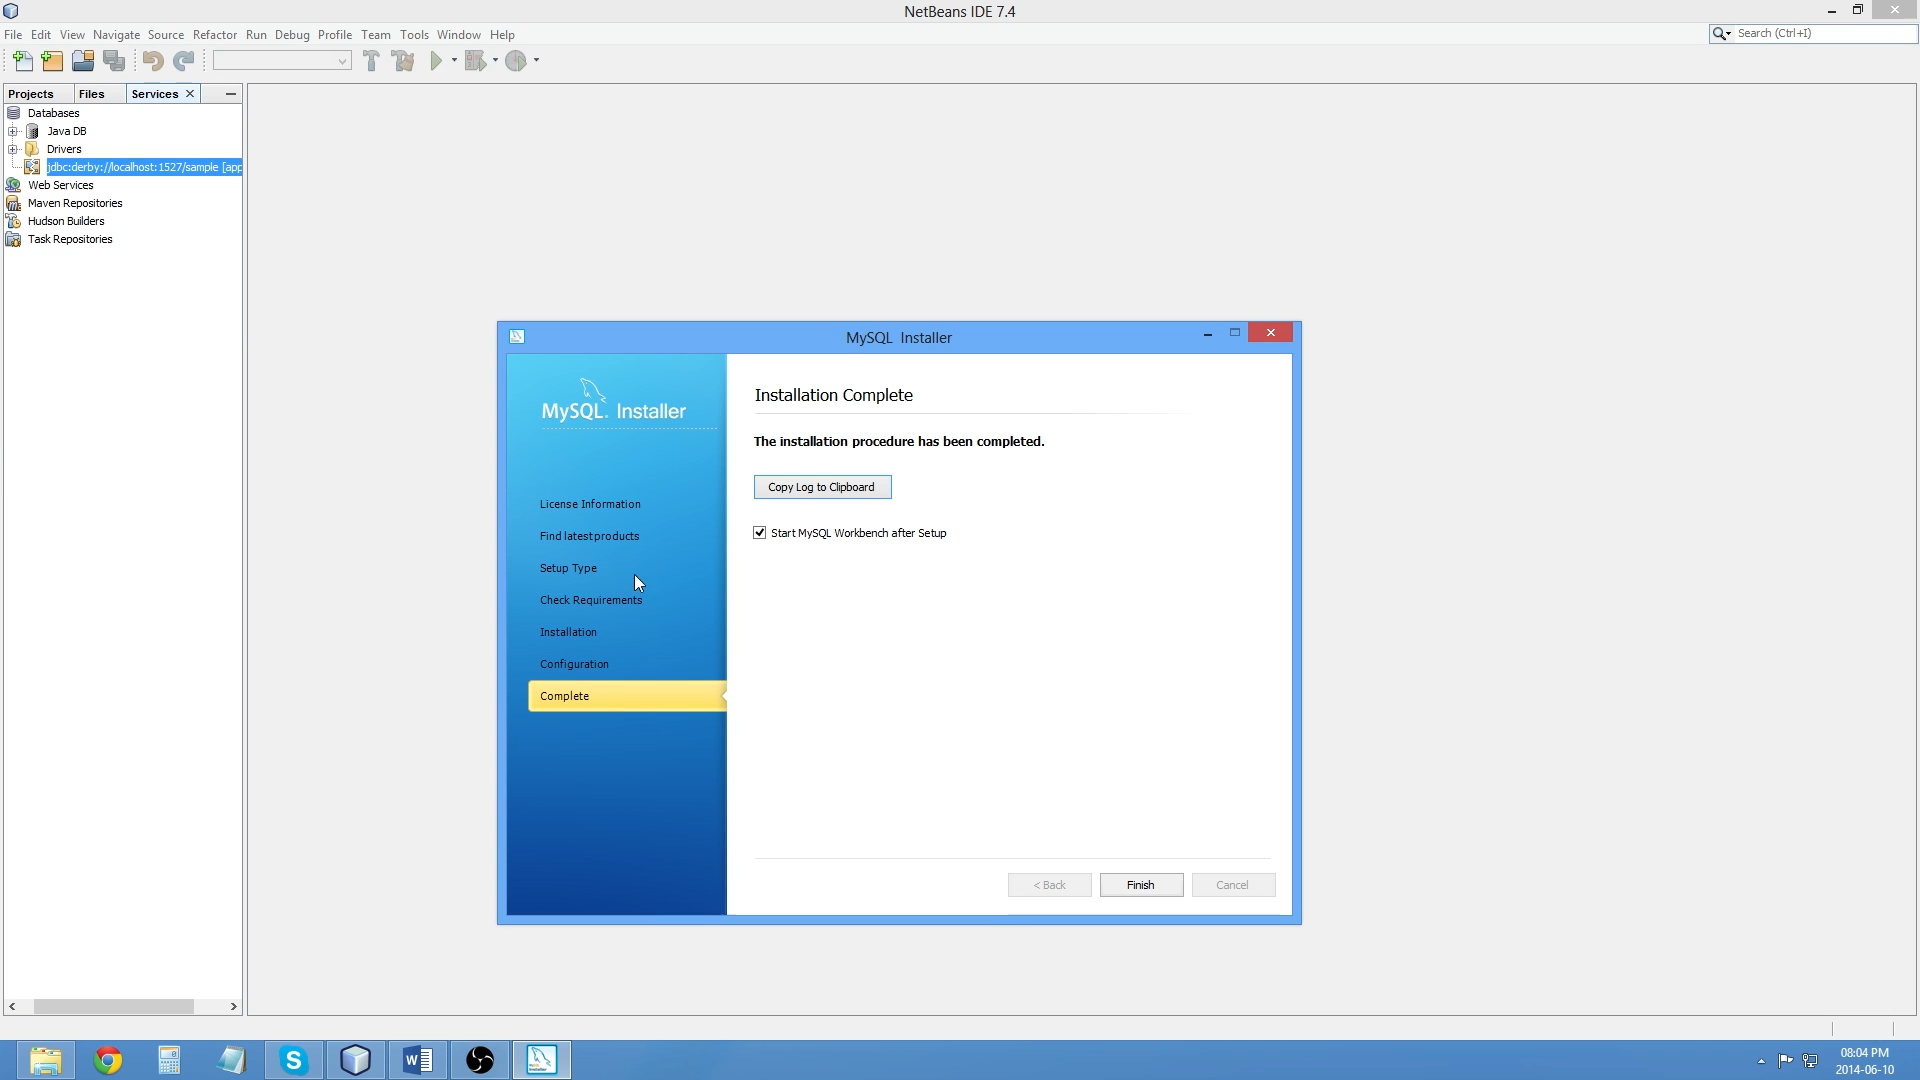 NetBeans IDE 7.4
File Edit View Navigate Source Refactor Run Debug Profile Team Tools Window Help
Search (Ctrl+I)
Projects Files Services
Databases
Java DB
Drivers
jdbc:derby://localhost:1527/sample [app
Web Services
Maven Repositories
Hudson Builders
Task Repositories
MySQL Installer
MySQL. Installer
License Information
Find latest products
Setup Type
Check Requirements
Installation
Configuration
Complete
Installation Complete
The installation procedure has been completed.
Copy Log to Clipboard
Start MySQL Workbench after Setup
< Back Finish Cancel
08:04 PM
2014-06-10